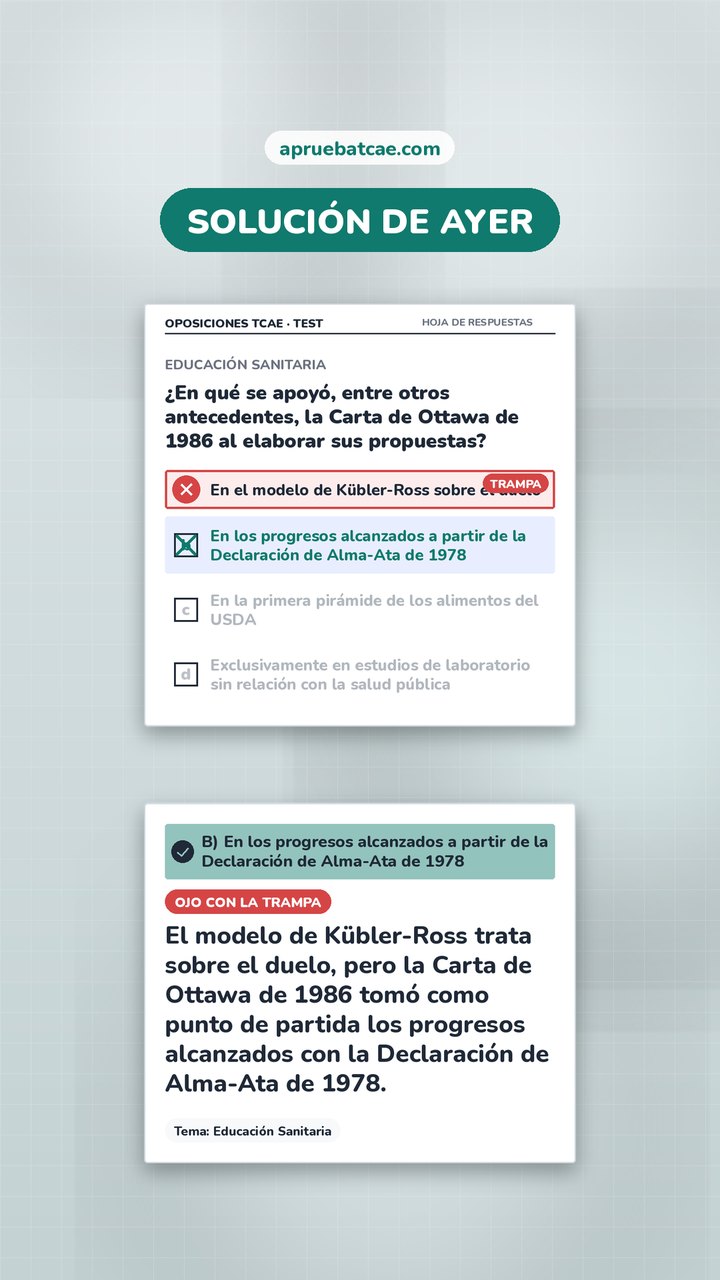 apruebatcae.com
SOLUCIÓN DE AYER
OPOSICIONES TCAE · TEST
HOJA DE RESPUESTAS
EDUCACIÓN SANITARIA
¿En qué se apoyó, entre otros
antecedentes, la Carta de Ottawa de
1986 al elaborar sus propuestas?
En el modelo de Kübler-Ross sobre el duelo
TRAMPA
En los progresos alcanzados a partir de la
Declaración de Alma-Ata de 1978
c
En la primera pirámide de los alimentos del
USDA
d
Exclusivamente en estudios de laboratorio
sin relación con la salud pública
B) En los progresos alcanzados a partir de la
Declaración de Alma-Ata de 1978
OJO CON LA TRAMPA
El modelo de Kübler-Ross trata
sobre el duelo, pero la Carta de
Ottawa de 1986 tomó como
punto de partida los progresos
alcanzados con la Declaración de
Alma-Ata de 1978.
Tema: Educación Sanitaria